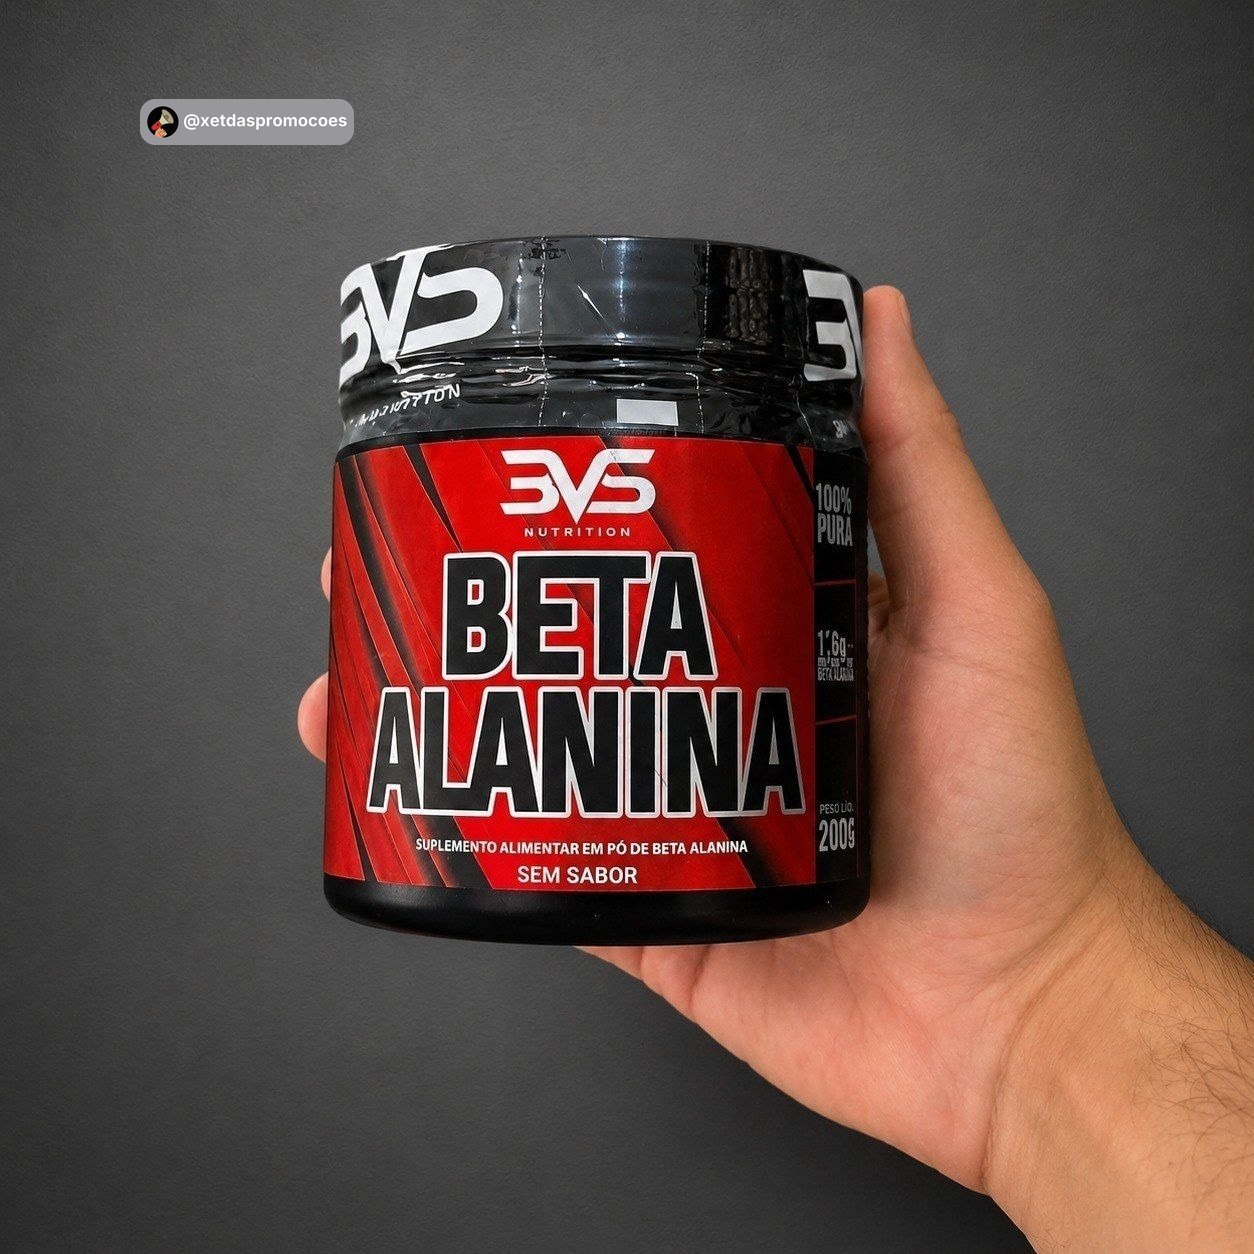 @xetdaspromocoes
3VS
3VS
NUTRITION
BETA
ALANINA
SUPLEMENTO ALIMENTAR EM PÓ DE BETA ALANINA
SEM SABOR
100%
PURA
1,6g
BETA ALANINA
PESO LÍQ.
200G